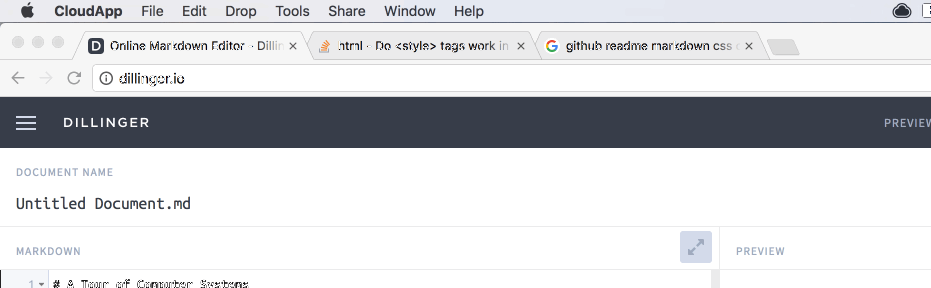 CloudApp File Edit Drop Tools Share Window Help
Online Markdown Editor - Dillin html - Do <style> tags work in github readme markdown css
dillinger.io
DILLINGER PREVIEW
DOCUMENT NAME
Untitled Document.md
MARKDOWN PREVIEW
1 # A Tour of Computer Systems